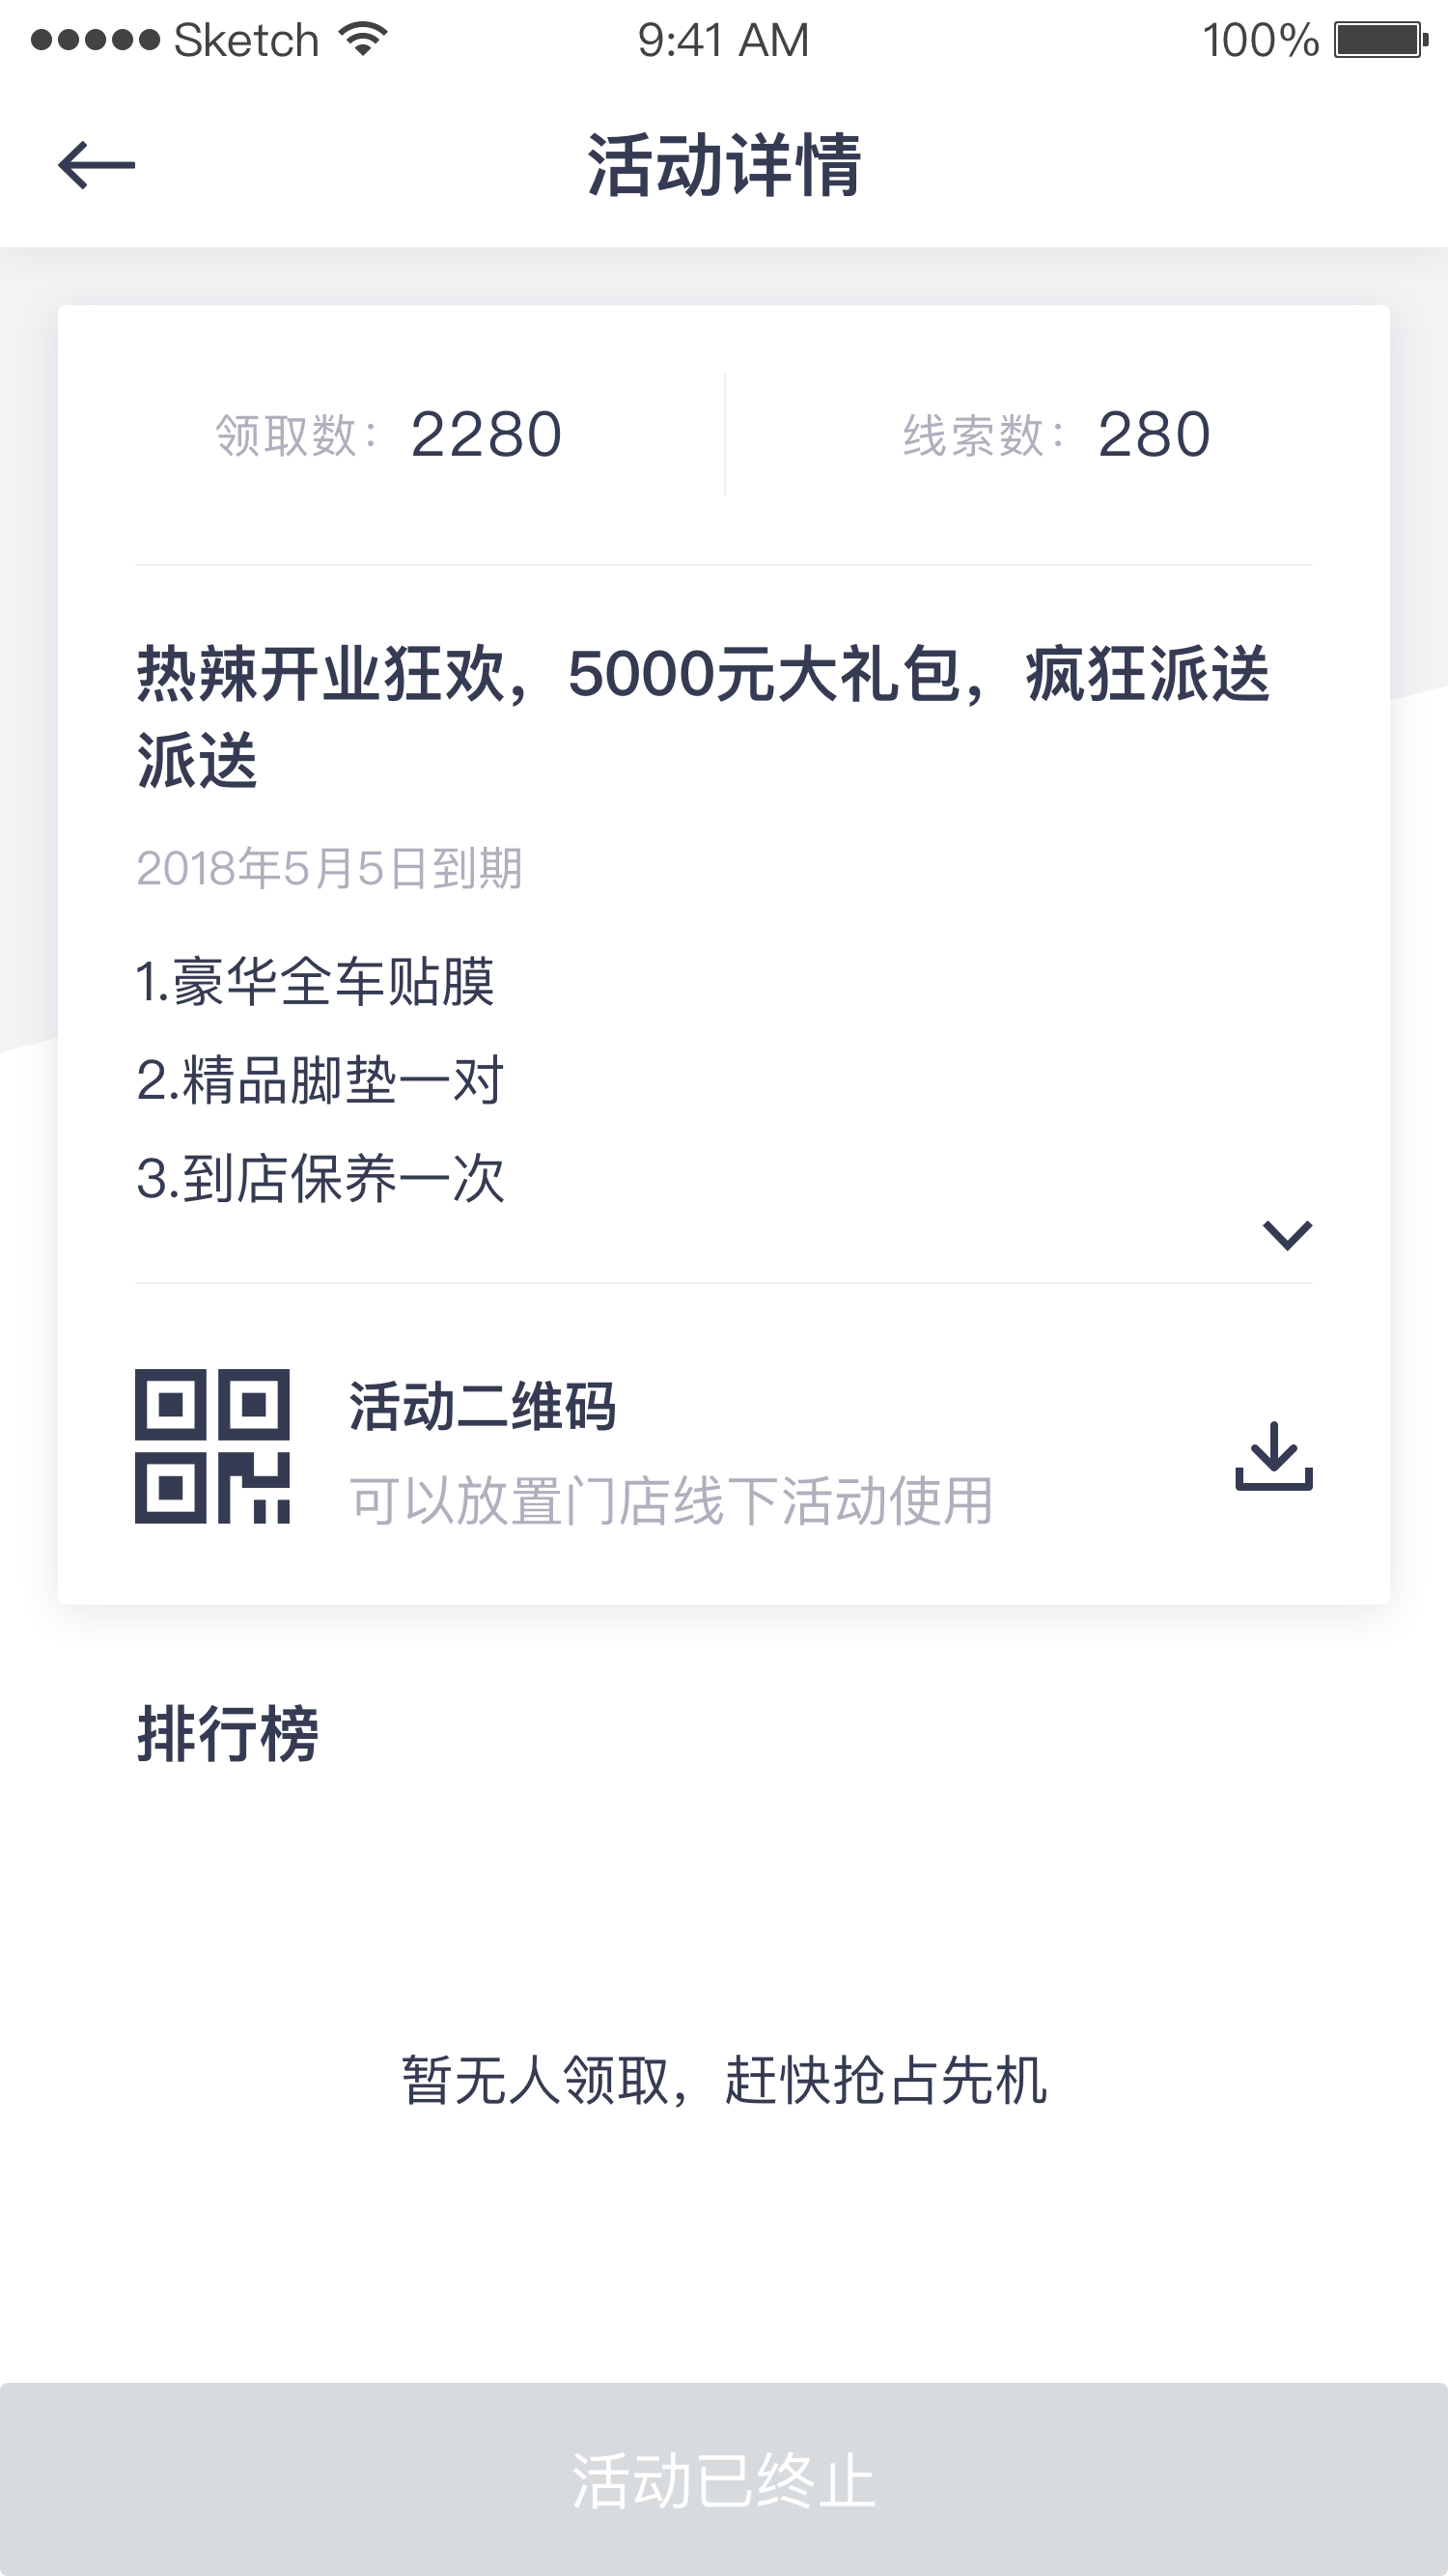 Sketch 9:41 AM 100%
活动详情
领取数：2280 线索数：280
热辣开业狂欢，5000元大礼包，疯狂派送
派送
2018年5月5日到期
1.豪华全车贴膜
2.精品脚垫一对
3.到店保养一次
活动二维码
可以放置门店线下活动使用
排行榜
暂无人领取，赶快抢占先机
活动已终止